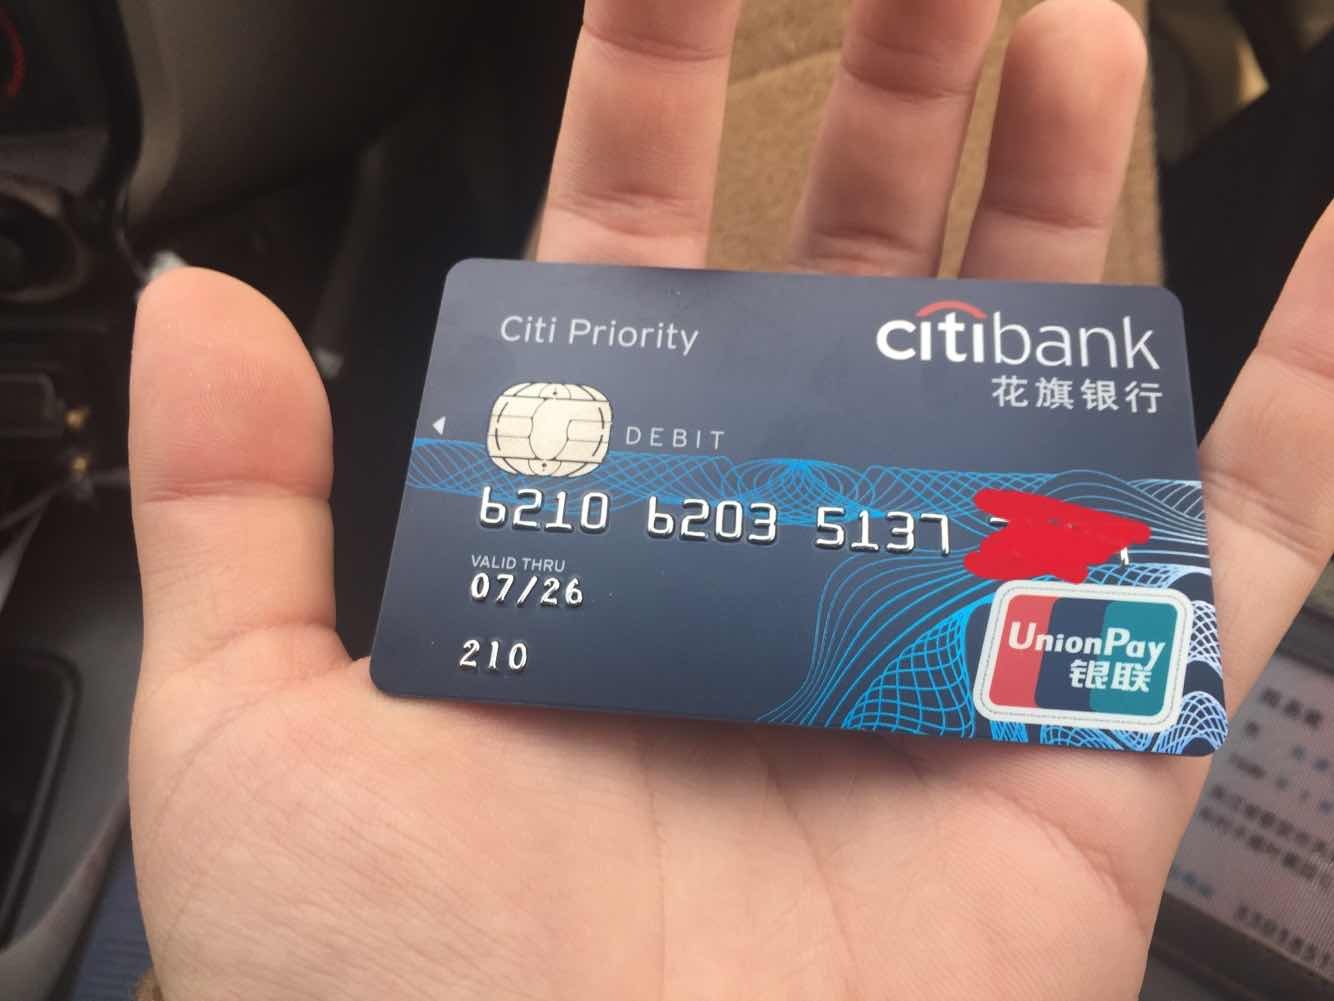 Citi Priority
citibank
花旗银行
DEBIT
6210 6203 5137
VALID THRU
07/26
210
UnionPay
银联